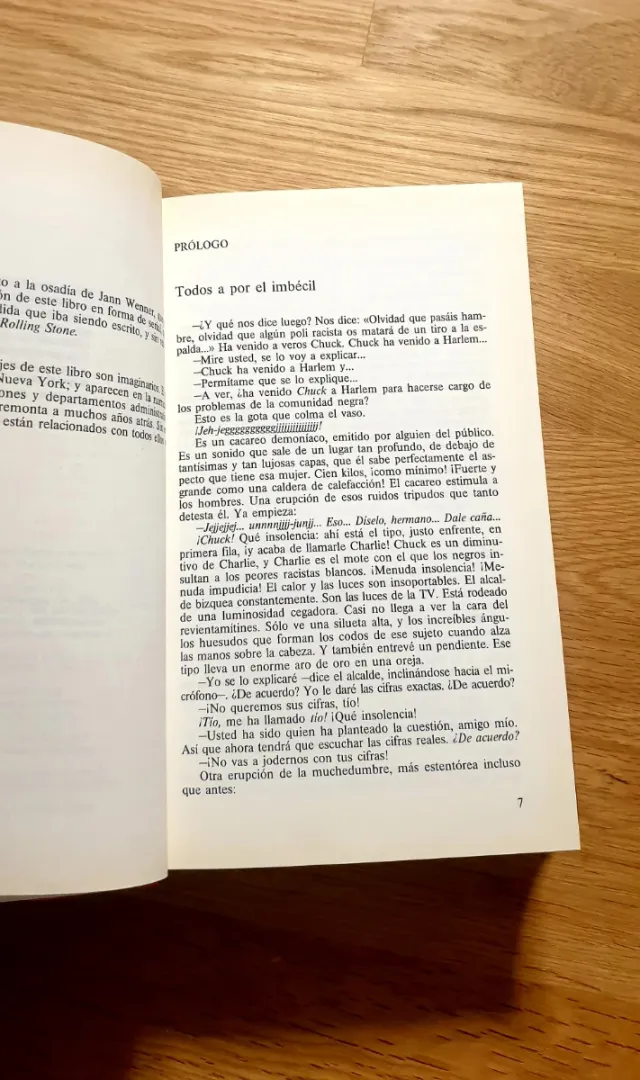 to a la osadía de Jann Wenner,
ón de este libro en forma de
lida que iba siendo escrito, y
Rolling Stone.
jes de este libro son imaginarios.
Nueva York; y aparecen en la
ones y departamentos
remonta a muchos años atrás.
están relacionados con todos
PRÓLOGO
Todos a por el imbécil
—¿Y qué nos dice luego? Nos dice: «Olvidad que pasáis ham-
bre, olvidad que algún poli racista os matará de un tiro a la es-
palda...» Ha venido a veros Chuck. Chuck ha venido a Harlem...
—Mire usted, se lo voy a explicar...
—Chuck ha venido a Harlem y...
—Permítame que se lo explique...
—A ver, ¿ha venido Chuck a Harlem para hacerse cargo de
los problemas de la comunidad negra?
Esto es la gota que colma el vaso.
¡Jeh-jegggggggggjjjjjjjjjjjjjjjj!
Es un cacareo demoníaco, emitido por alguien del público.
Es un sonido que sale de un lugar tan profundo, de debajo de
tantísimas y tan lujosas capas, que él sabe perfectamente el as-
pecto que tiene esa mujer. Cien kilos, ¡como mínimo! ¡Fuerte y
grande como una caldera de calefacción! El cacareo estimula a
los hombres. Una erupción de esos ruidos tripudos que tanto
detesta él. Ya empieza:
—Jejjejjej... unnnnjjjj-junjj... Eso... Díselo, hermano... Dale caña...
¡Chuck! Qué insolencia: ahí está el tipo, justo enfrente, en
primera fila, ¡y acaba de llamarle Charlie! Chuck es un diminu-
tivo de Charlie, y Charlie es el mote con el que los negros in-
sultan a los peores racistas blancos. ¡Menuda insolencia! ¡Me-
nuda impudicia! El calor y las luces son insoportables. El alcal-
de bizquea constantemente. Son las luces de la TV. Está rodeado
de una luminosidad cegadora. Casi no llega a ver la cara del
revientamítines. Sólo ve una silueta alta, y los increíbles ángu-
los huesudos que forman los codos de ese sujeto cuando alza
las manos sobre la cabeza. Y también entrevé un pendiente. Ese
tipo lleva un enorme aro de oro en una oreja.
—Yo se lo explicaré —dice el alcalde, inclinándose hacia el mi-
crófono—. ¿De acuerdo? Yo le daré las cifras exactas. ¿De acuerdo?
—¡No queremos sus cifras, tío!
¡Tío, me ha llamado tío! ¡Qué insolencia!
—Usted ha sido quien ha planteado la cuestión, amigo mío.
Así que ahora tendrá que escuchar las cifras reales. ¿De acuerdo?
—¡No vas a jodernos con tus cifras!
Otra erupción de la muchedumbre, más estentórea incluso
que antes:
7